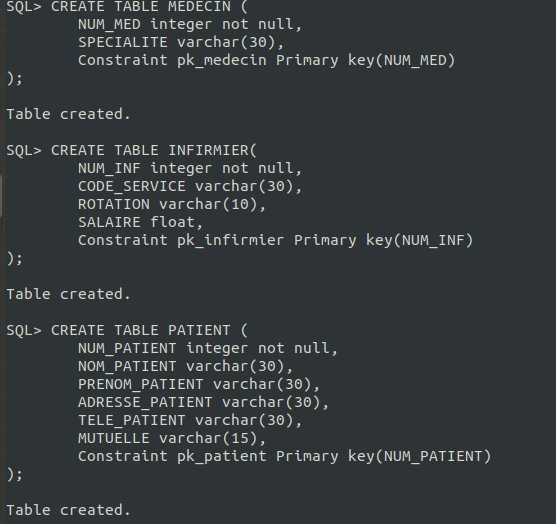 SQL> CREATE TABLE MEDECIN (
NUM_MED integer not null,
SPECIALITE varchar(30),
Constraint pk_medecin Primary key(NUM_MED)
);
Table created.
SQL> CREATE TABLE INFIRMIER(
NUM_INF integer not null,
CODE_SERVICE varchar(30),
ROTATION varchar(10),
SALAIRE float,
Constraint pk_infirmier Primary key(NUM_INF)
);
Table created.
SQL> CREATE TABLE PATIENT (
NUM_PATIENT integer not null,
NOM_PATIENT varchar(30),
PRENOM_PATIENT varchar(30),
ADRESSE_PATIENT varchar(30),
TELE_PATIENT varchar(30),
MUTUELLE varchar(15),
Constraint pk_patient Primary key(NUM_PATIENT)
);
Table created.